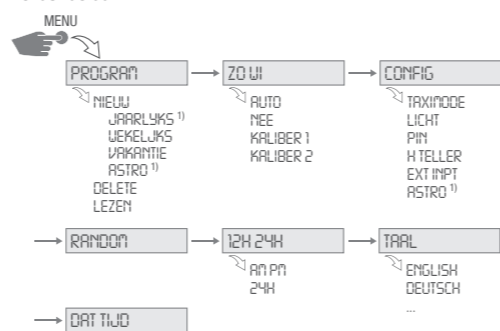 MENU
PROGRAM
ZO WI
CONFIG
NIEUW
JAARLYKS 1)
WEKELJKS
VAKANTIE
ASTRO 1)
DELETE
LEZEN
AUTO
NEE
KALIBER 1
KALIBER 2
TAXIMODE
LICHT
PIN
H TELLER
EXT INPT
ASTRO 1)
RANDOM
12H 24H
TAAL
AM PM
24H
ENGLISH
DEUTSCH
...
DAT TIJD